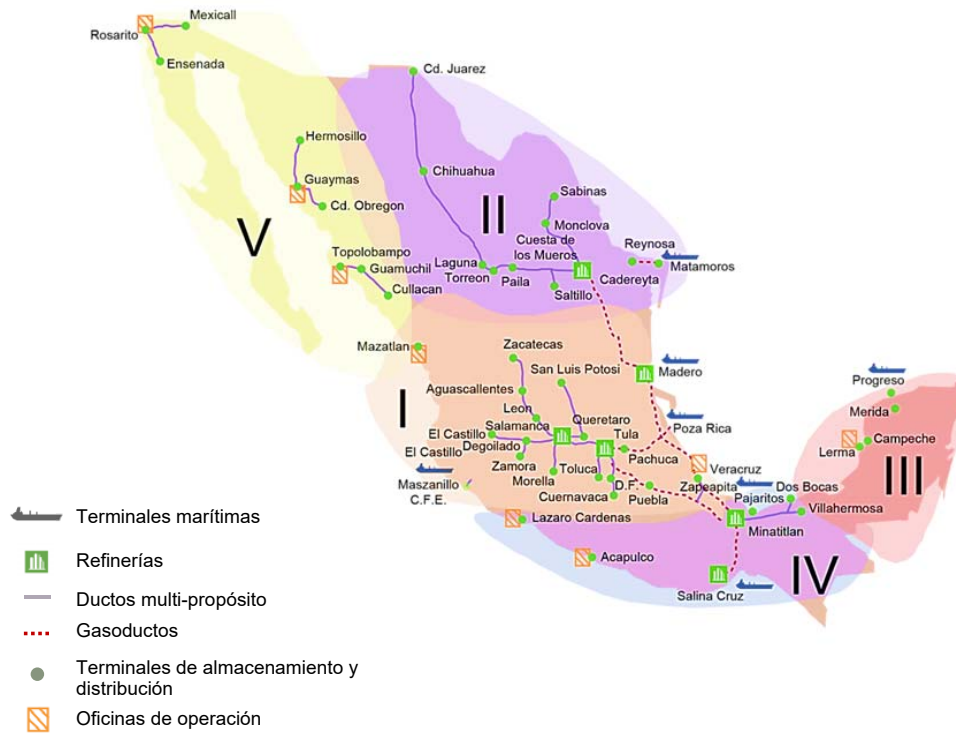 Mexicall
Rosarito
Ensenada
Cd. Juarez
Hermosillo
Chihuahua
Guaymas
Sabinas
Cd. Obregon
II
Monclova
V
Cuesta de
los Mueros
Reynosa
Topolobampo
Laguna
Matamoros
Guamuchil
Torreon
Paila
Cadereyta
Cullacan
Saltillo
Mazatlan
Zacatecas
San Luis Potosi
Madero
Progreso
Aguascallentes
Merida
I
Leon
Queretaro
Salamanca
Poza Rica
El Castillo
Tula
Campeche
Degoilado
El Castillo
Pachuca
Lerma
Zamora
Toluca
Veracruz
III
Morella
D.F.
Zapeapita
Dos Bocas
Maszanillo
C.F.E.
Cuernavaca
Puebla
Pajaritos
Villahermosa
Lazaro Cardenas
Minatitlan
Acapulco
IV
Salina Cruz
Terminales marítimas
Refinerías
Ductos multi-propósito
Gasoductos
Terminales de almacenamiento y
distribución
Oficinas de operación